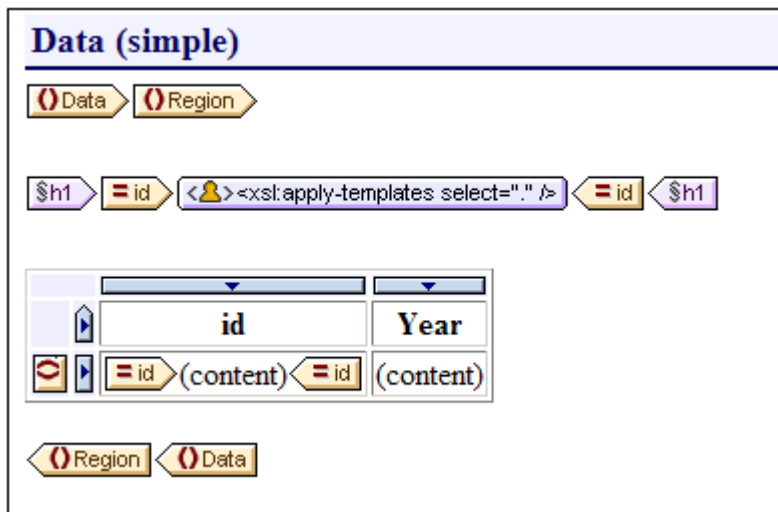 Data (simple)
()Data ()Region
§h1 =id <><xsl:apply-templates select="." /> =id §h1
id Year
=id (content) =id (content)
()Region ()Data